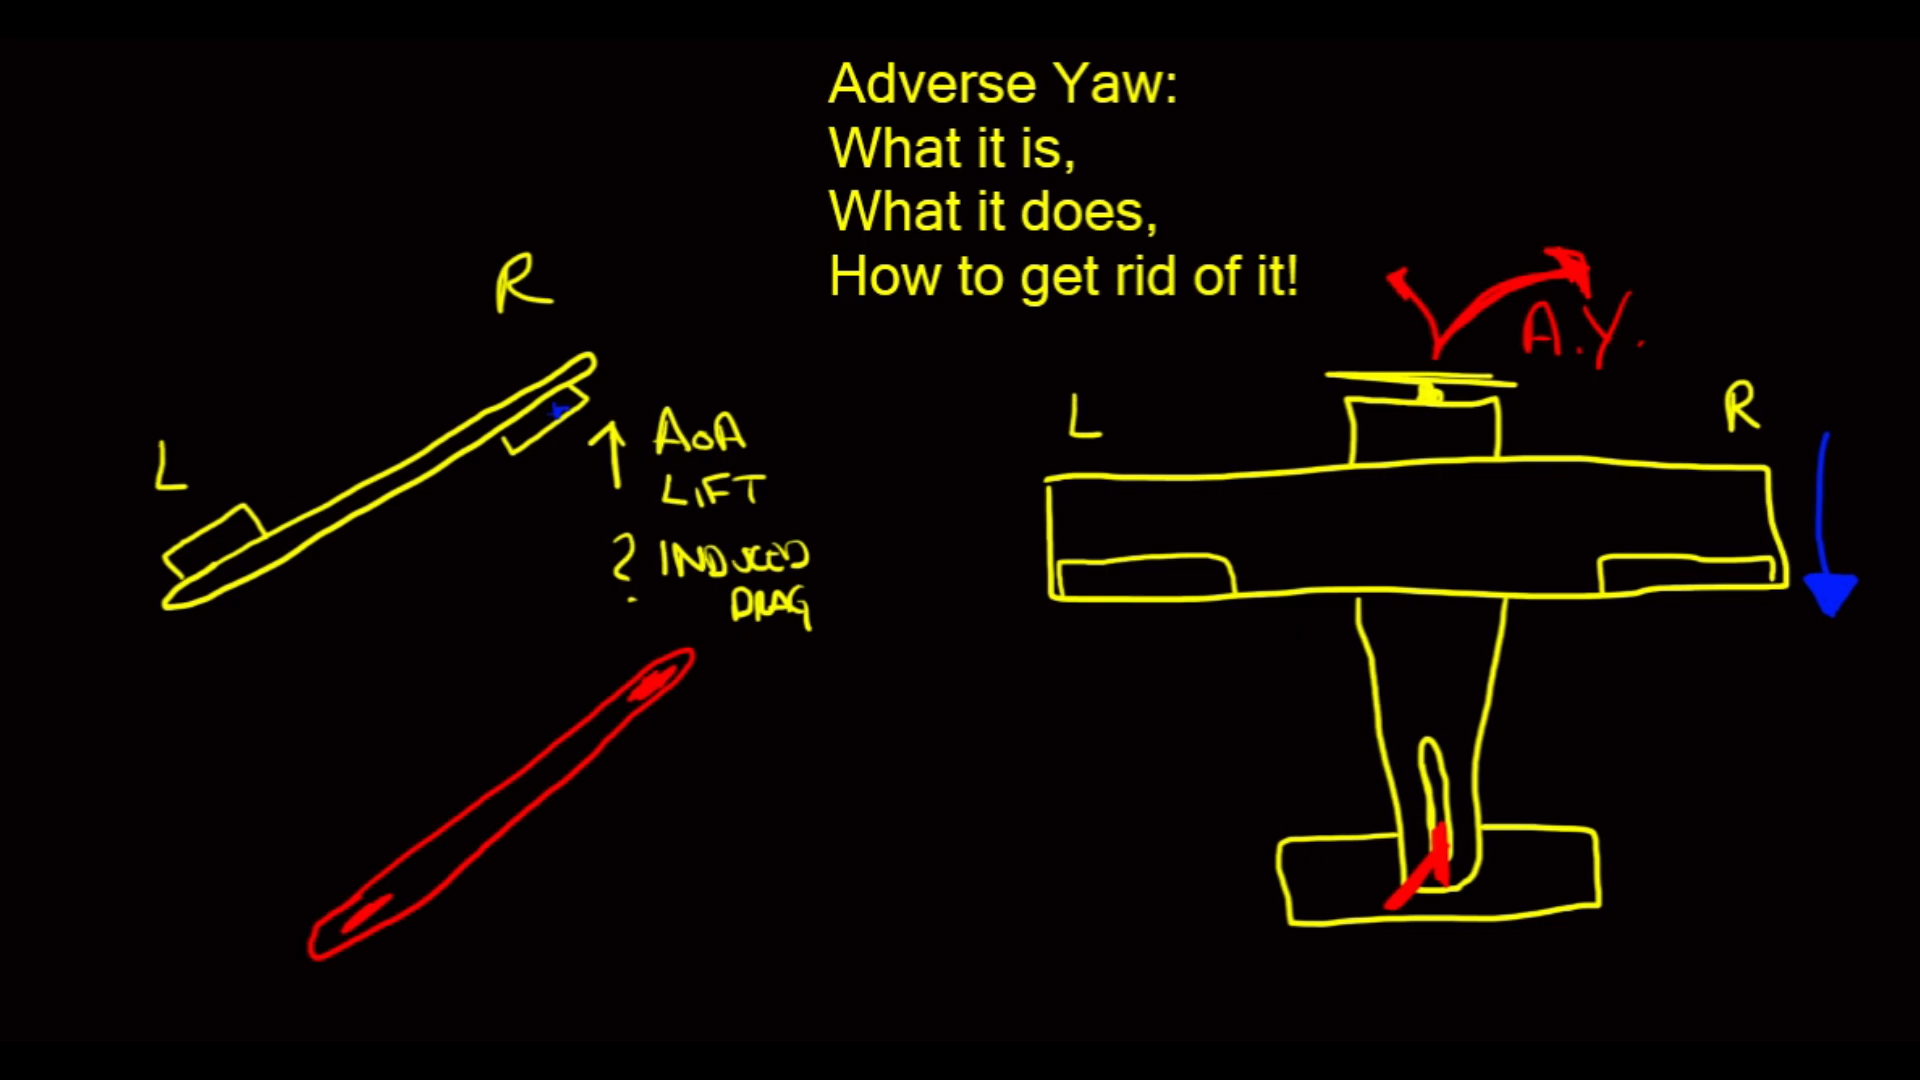 Adverse Yaw:
What it is,
What it does,
How to get rid of it!
R
L
AoA
LIFT
? INDUCED
DRAG
A.Y.
L
R